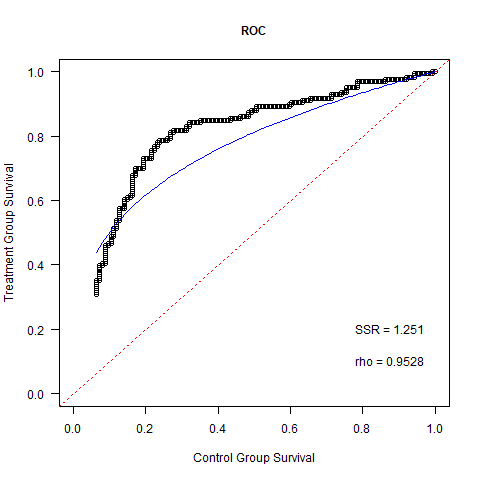 ROC
Treatment Group Survival
1.0
0.8
0.6
0.4
0.2
0.0
SSR = 1.251
rho = 0.9528
0.0 0.2 0.4 0.6 0.8 1.0
Control Group Survival